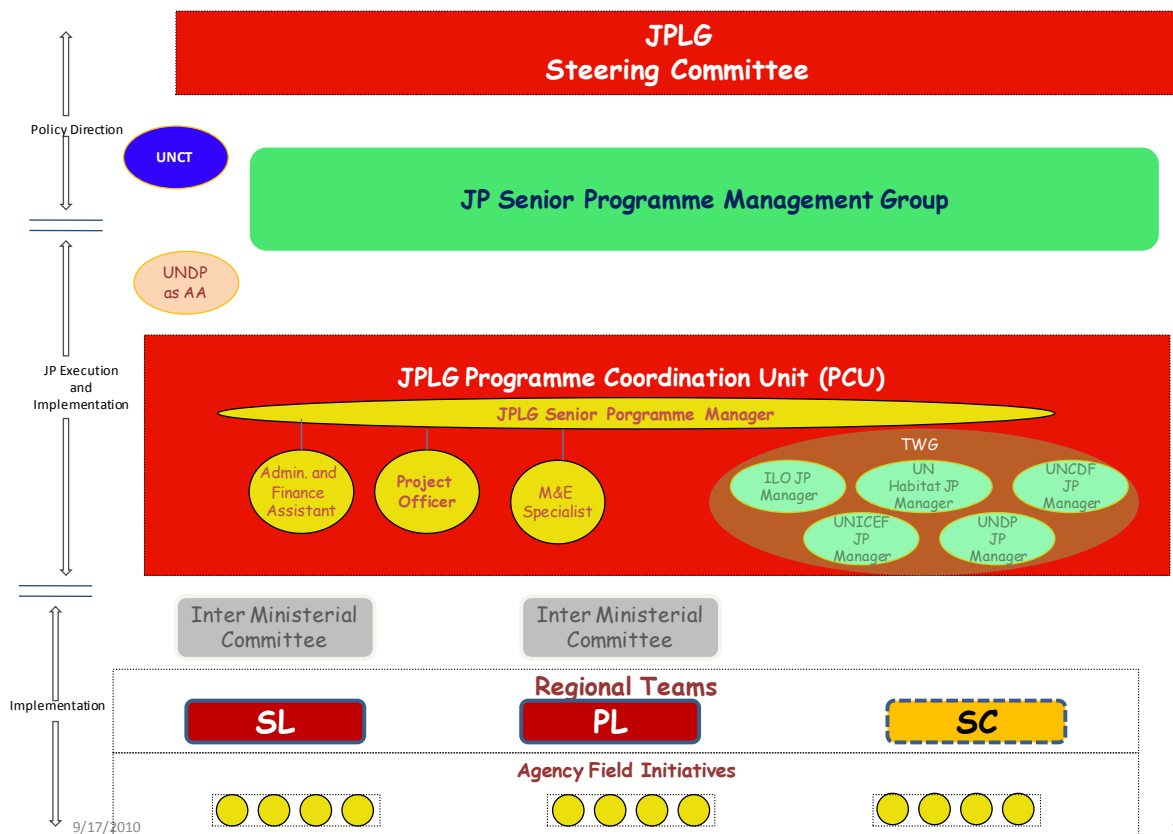 JPLG
Steering Committee
Policy Direction
UNCT
JP Senior Programme Management Group
UNDP
as AA
JP Execution
and
Implementation
JPLG Programme Coordination Unit (PCU)
JPLG Senior Porgramme Manager
Admin. and
Finance
Assistant
Project
Officer
M&E
Specialist
TWG
ILO JP
Manager
UN
Habitat JP
Manager
UNCDF
JP
Manager
UNICEF
JP
Manager
UNDP
JP
Manager
Inter Ministerial
Committee
Inter Ministerial
Committee
Implementation
Regional Teams
SL
PL
SC
Agency Field Initiatives
9/17/2010